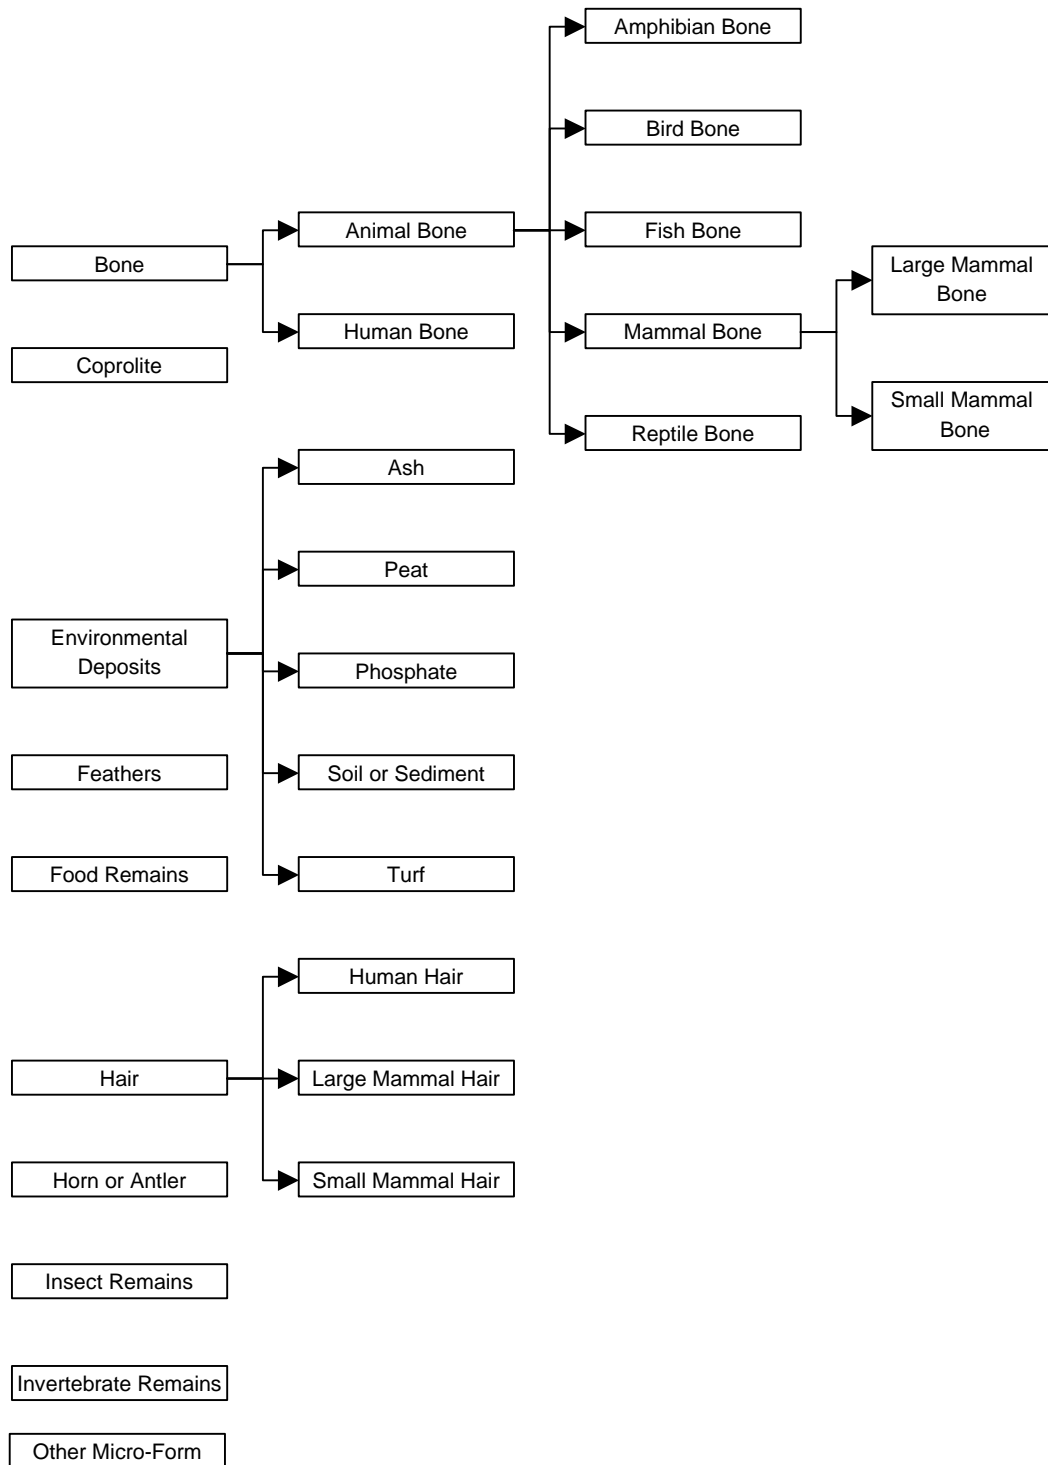 Amphibian Bone
Bird Bone
Animal Bone
Fish Bone
Bone
Large Mammal
Bone
Human Bone
Mammal Bone
Coprolite
Small Mammal
Bone
Reptile Bone
Ash
Peat
Environmental
Deposits
Phosphate
Feathers
Soil or Sediment
Food Remains
Turf
Human Hair
Hair
Large Mammal Hair
Horn or Antler
Small Mammal Hair
Insect Remains
Invertebrate Remains
Other Micro-Form